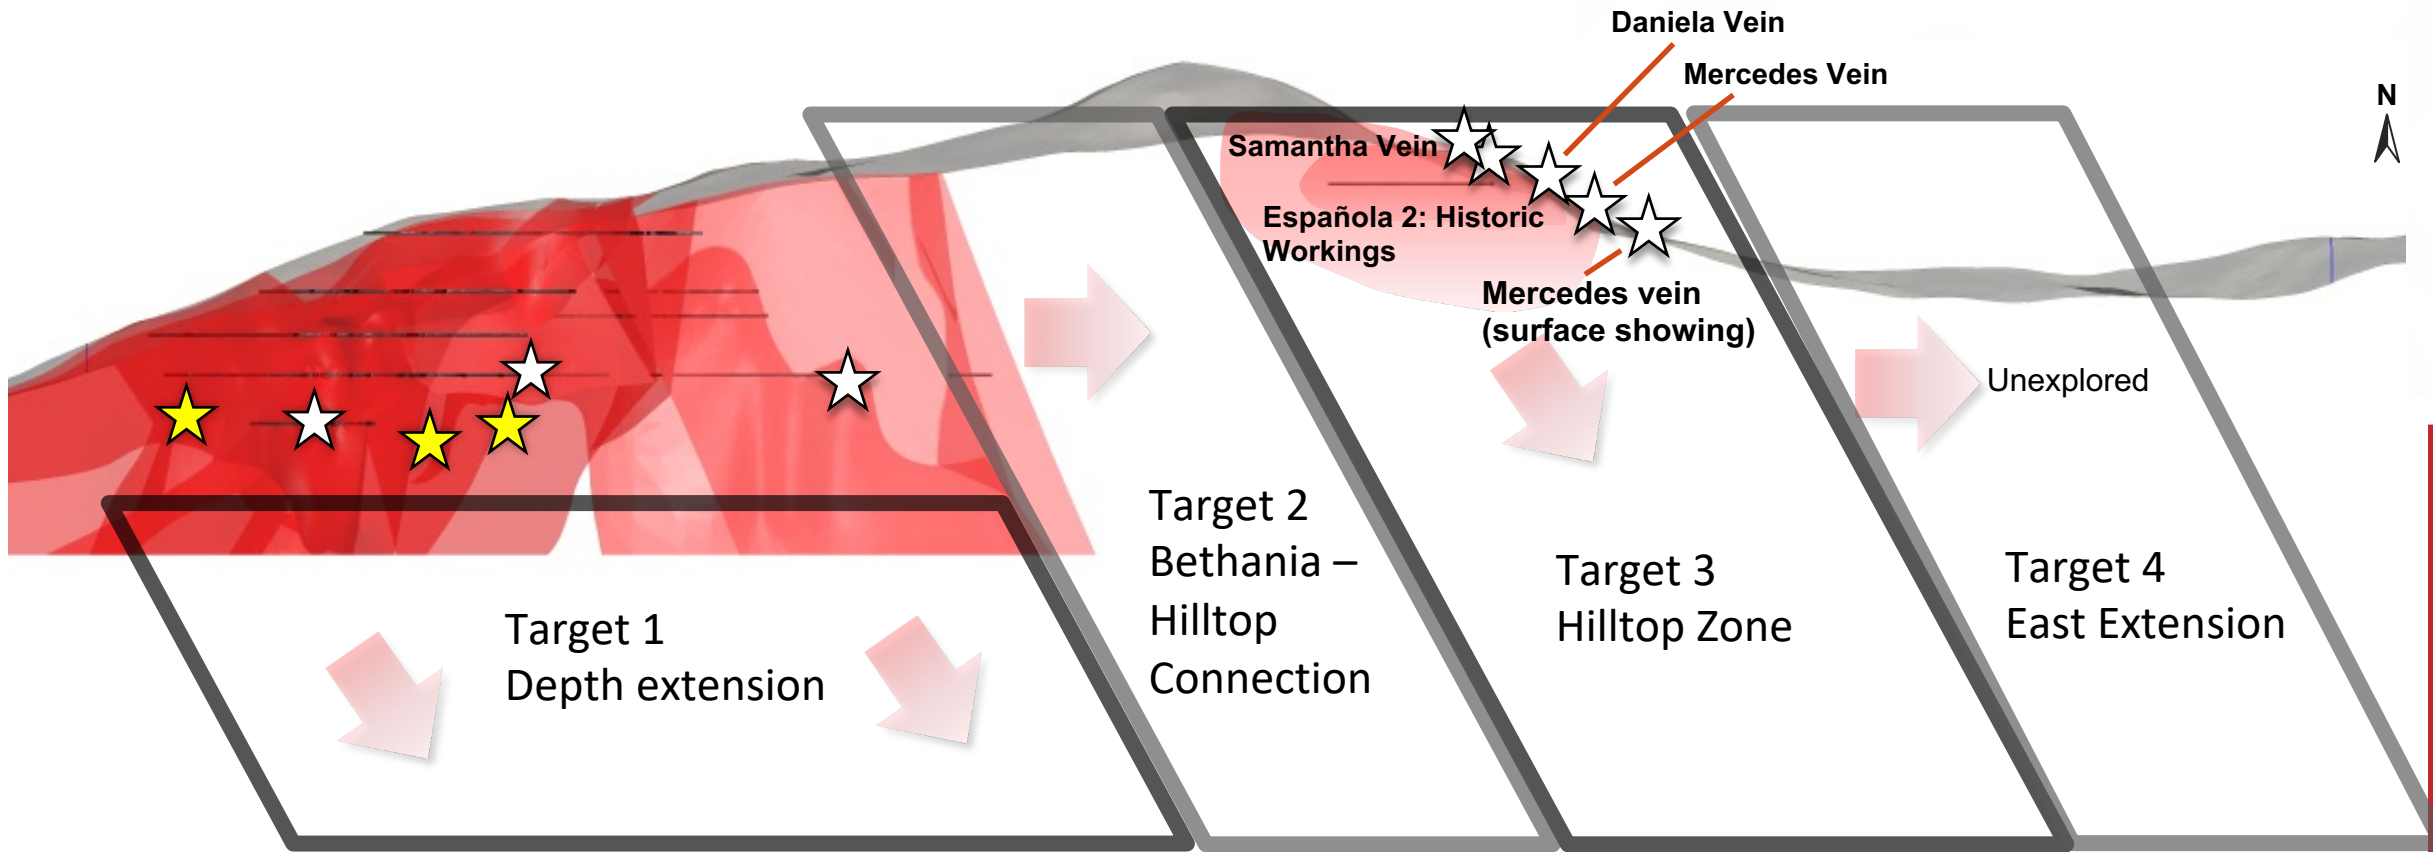 Daniela Vein
Mercedes Vein
N
Samantha Vein
Española 2: Historic
Workings
Mercedes vein
(surface showing)
Unexplored
Target 1
Depth extension
Target 2
Bethania –
Hilltop
Connection
Target 3
Hilltop Zone
Target 4
East Extension